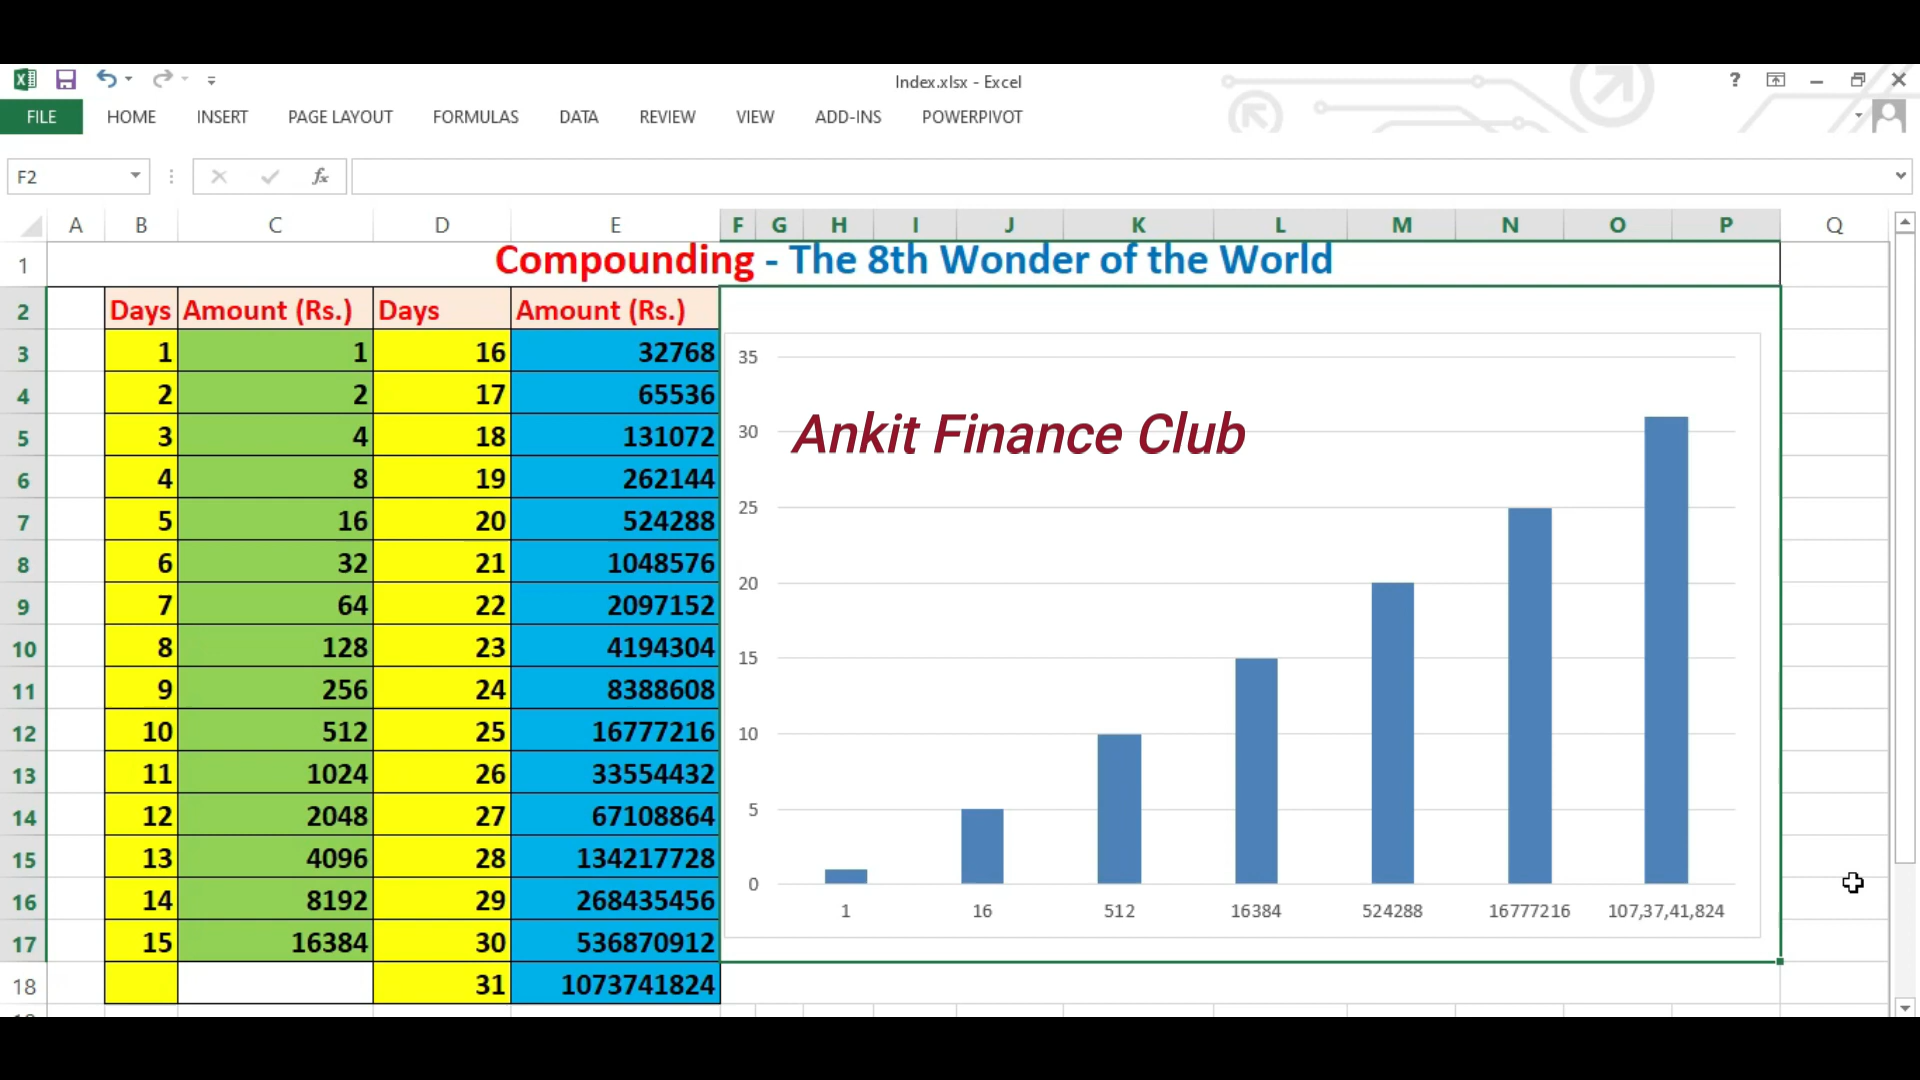 Index.xlsx - Excel
?
FILE HOME INSERT PAGE LAYOUT FORMULAS DATA REVIEW VIEW ADD-INS POWERPIVOT
F2 fx
A B C D E F G H I J K L M N O P Q
1 Compounding - The 8th Wonder of the World
2 Days Amount (Rs.) Days Amount (Rs.)
3 1 1 16 32768
4 2 2 17 65536
5 3 4 18 131072
6 4 8 19 262144
7 5 16 20 524288
8 6 32 21 1048576
9 7 64 22 2097152
10 8 128 23 4194304
11 9 256 24 8388608
12 10 512 25 16777216
13 11 1024 26 33554432
14 12 2048 27 67108864
15 13 4096 28 134217728
16 14 8192 29 268435456
17 15 16384 30 536870912
18 31 1073741824
Ankit Finance Club
35
30
25
20
15
10
5
0
1 16 512 16384 524288 16777216 107,37,41,824